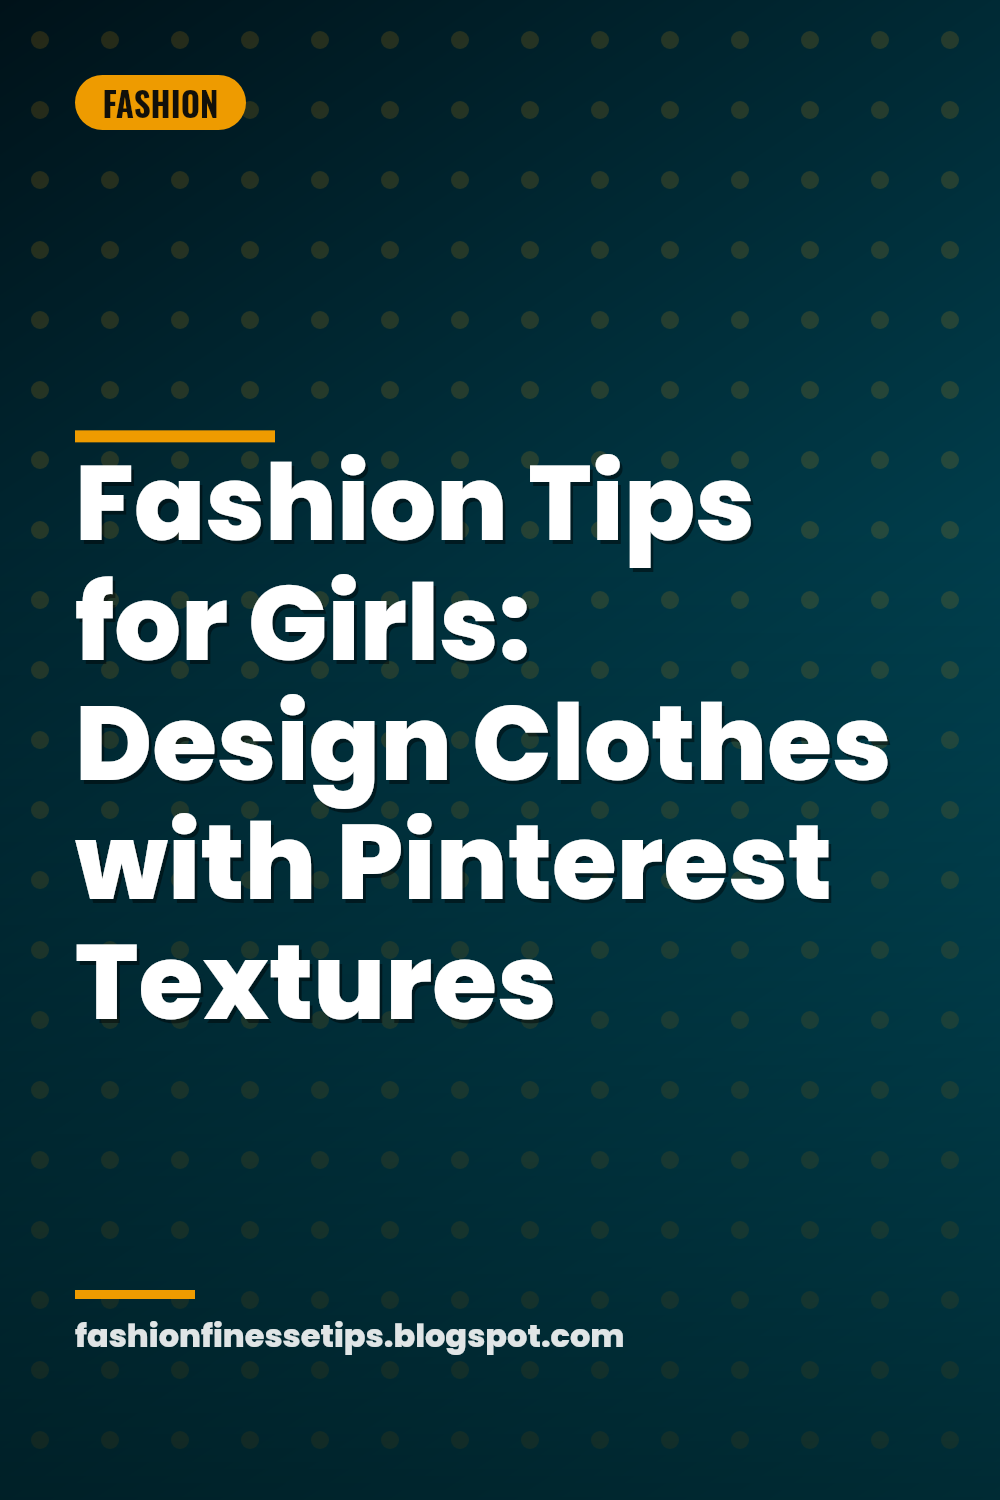 FASHION
Fashion Tips
for Girls:
Design Clothes
with Pinterest
Textures
fashionfinessetips.blogspot.com